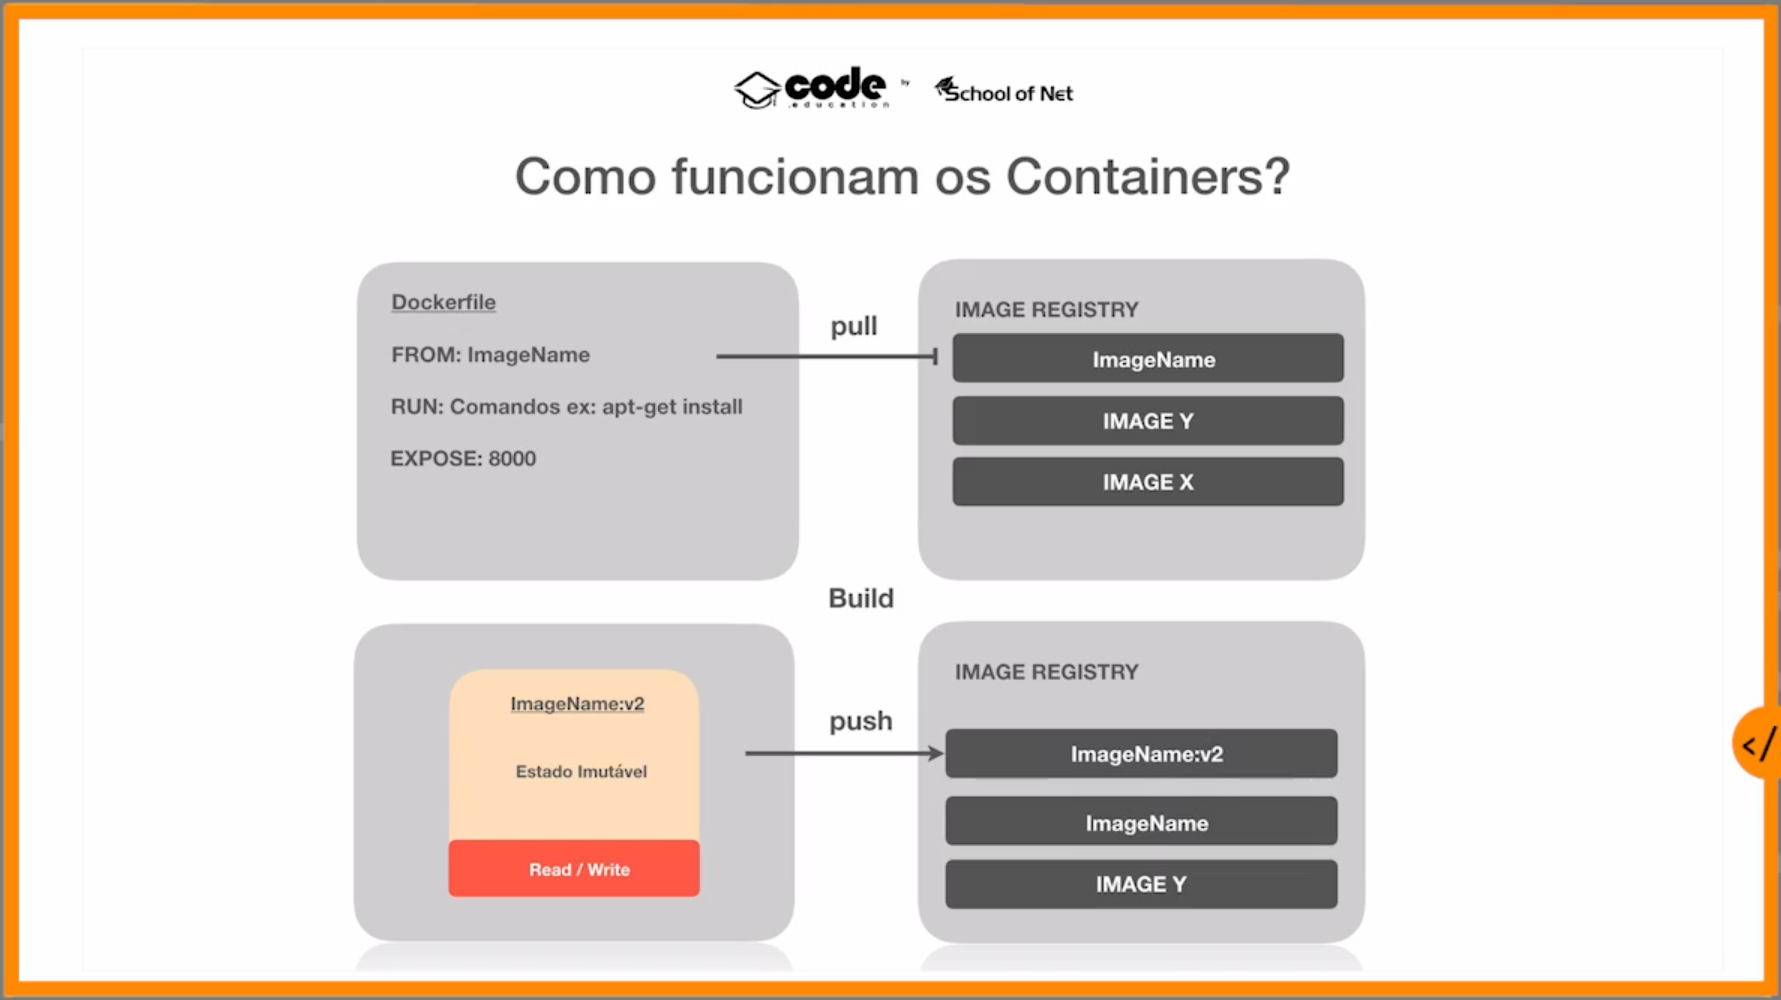 code
.education
by
School of Net
Como funcionam os Containers?
Dockerfile
FROM: ImageName
RUN: Comandos ex: apt-get install
EXPOSE: 8000
pull
IMAGE REGISTRY
ImageName
IMAGE Y
IMAGE X
Build
ImageName:v2
Estado Imutável
Read / Write
push
IMAGE REGISTRY
ImageName:v2
ImageName
IMAGE Y
<//